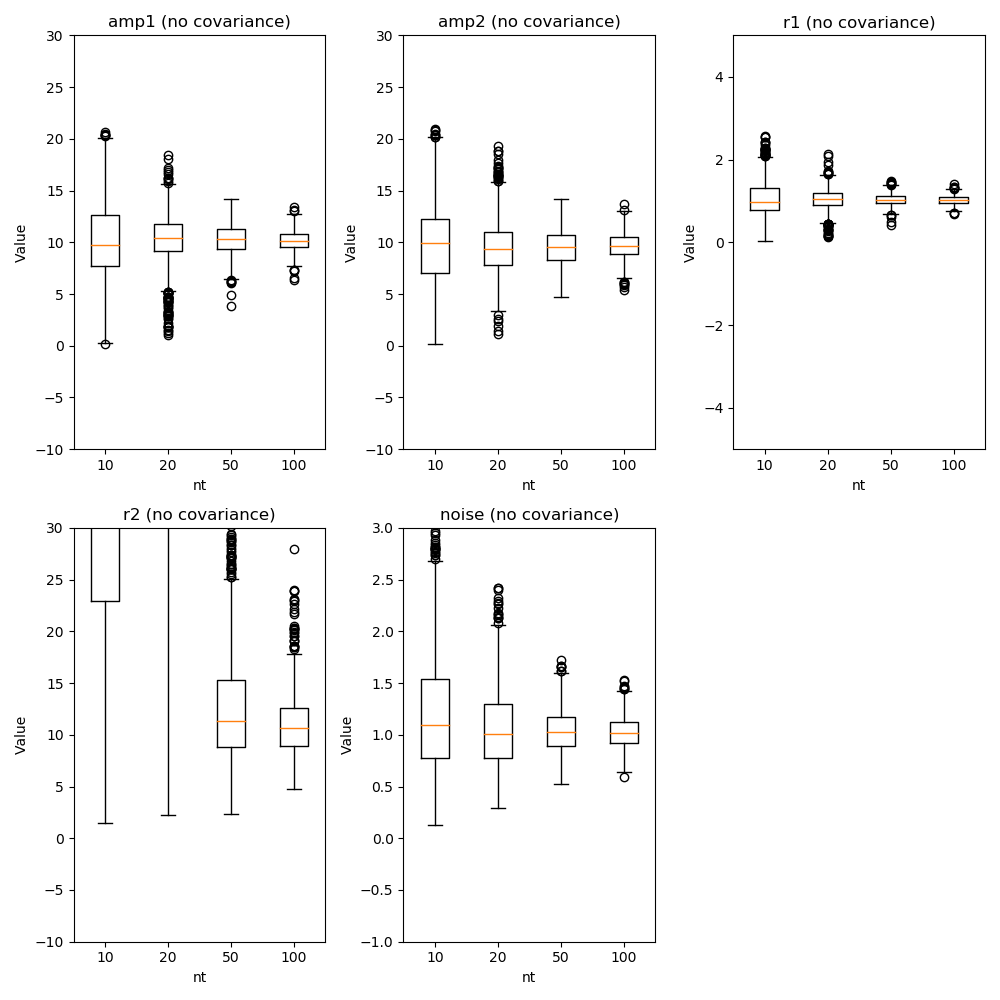 amp1 (no covariance)
30
25
20
15
10
5
0
−5
−10
Value
10 20 50 100
nt
amp2 (no covariance)
30
25
20
15
10
5
0
−5
−10
Value
10 20 50 100
nt
r1 (no covariance)
4
2
0
−2
−4
Value
10 20 50 100
nt
r2 (no covariance)
30
25
20
15
10
5
0
−5
−10
Value
10 20 50 100
nt
noise (no covariance)
3.0
2.5
2.0
1.5
1.0
0.5
0.0
−0.5
−1.0
Value
10 20 50 100
nt